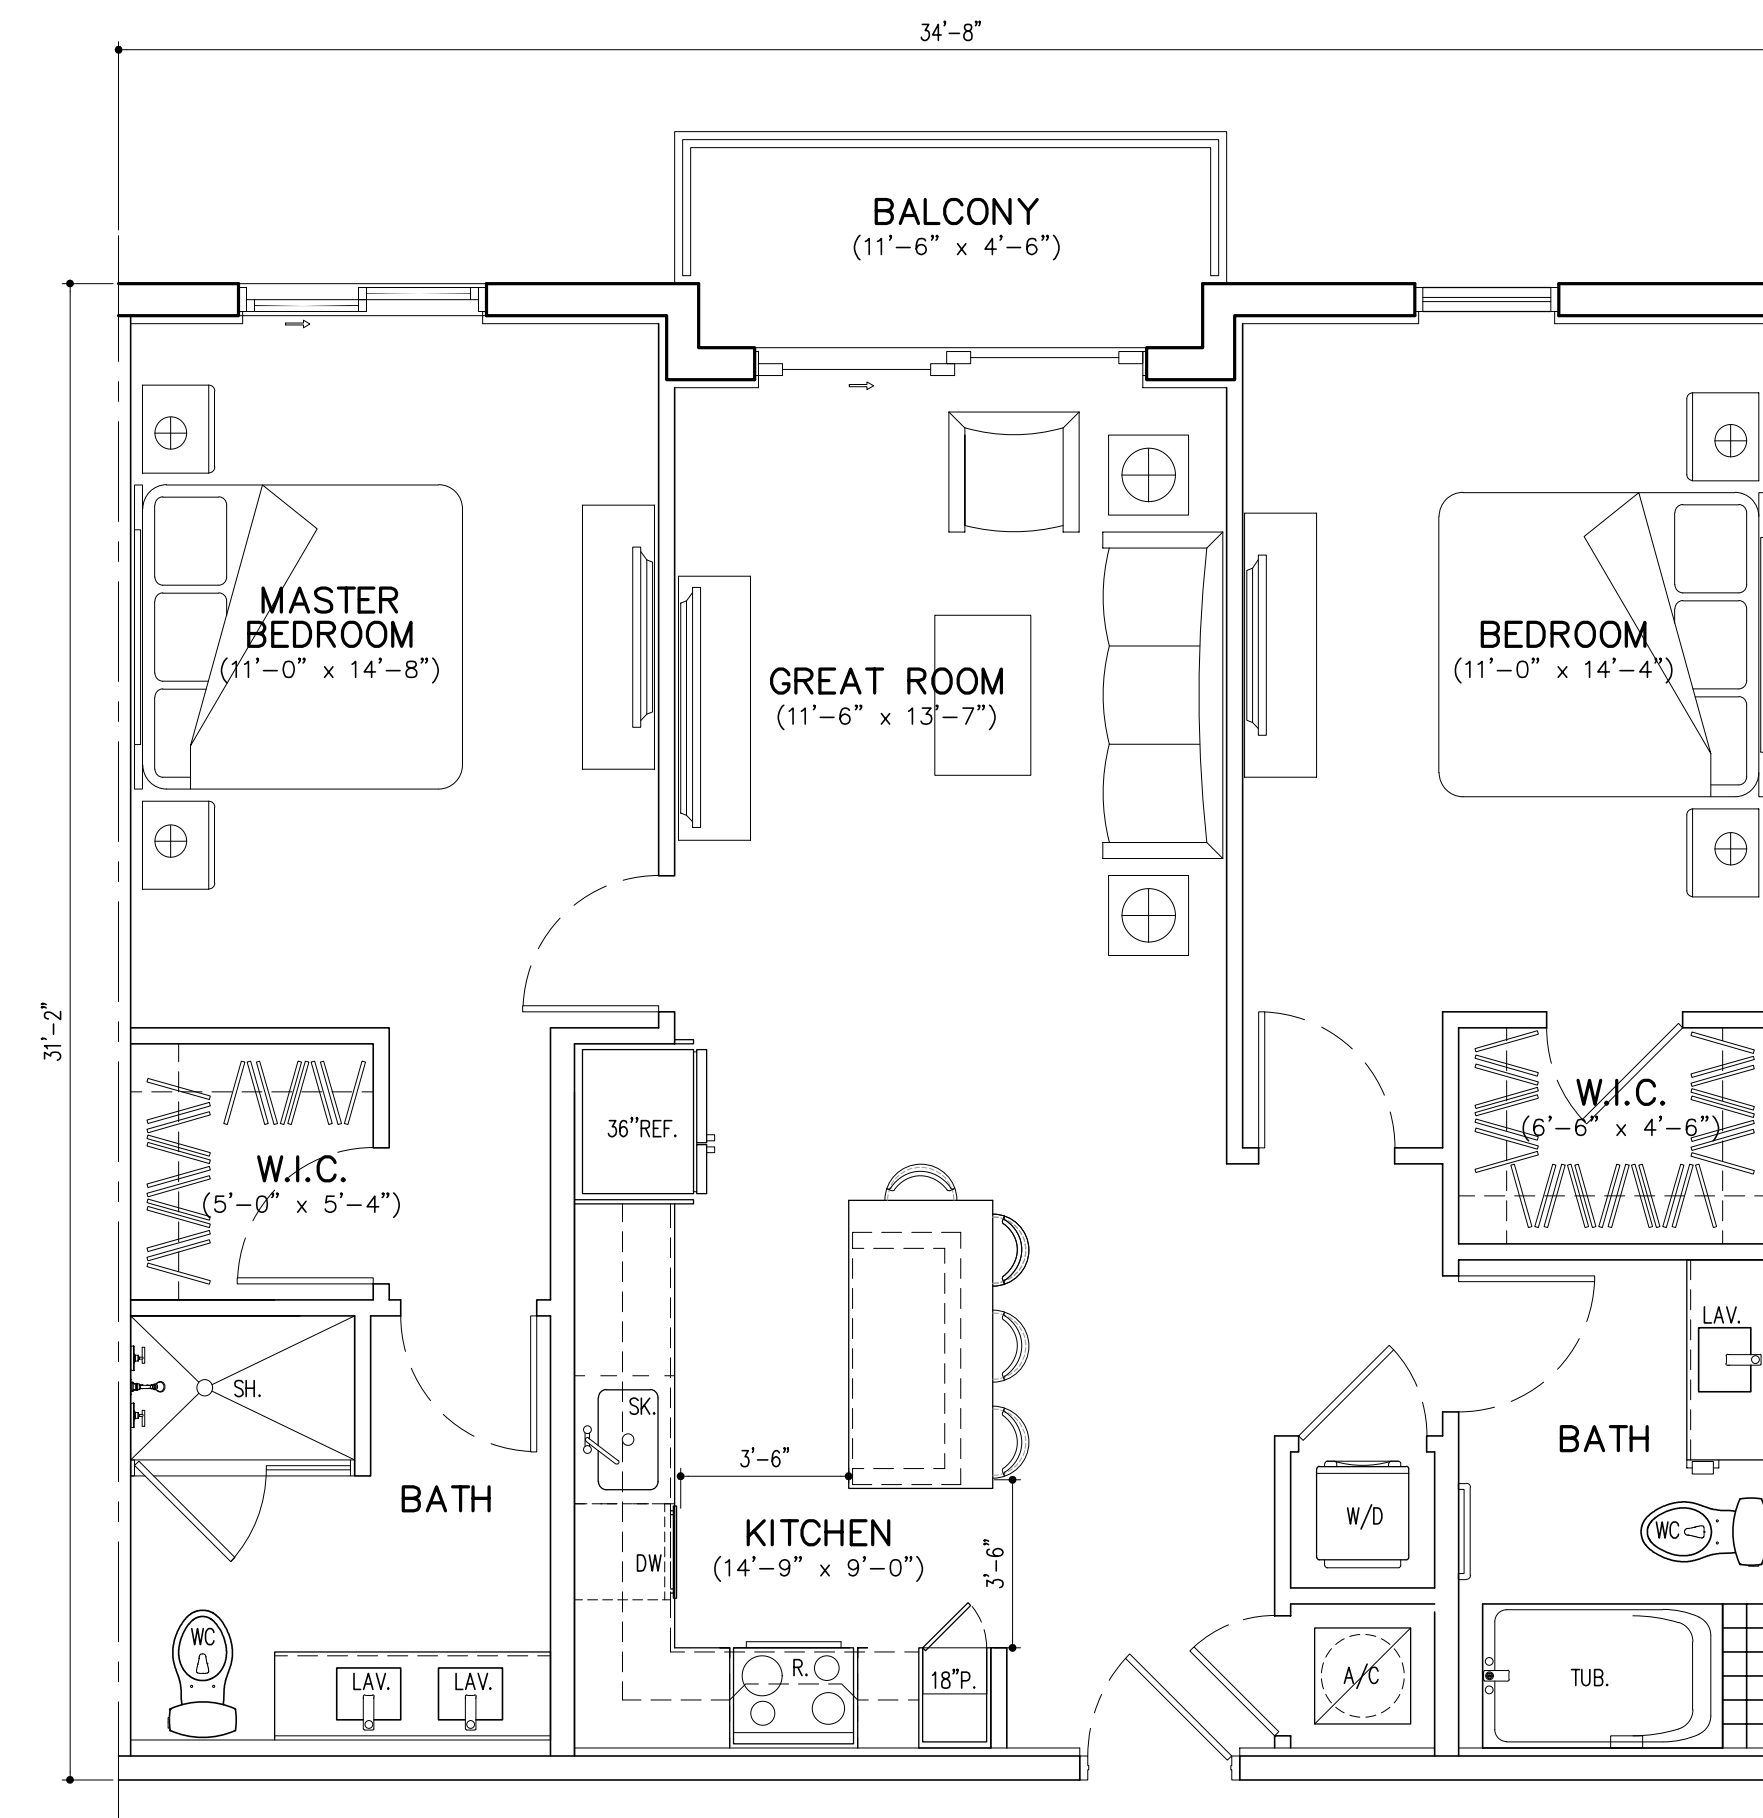 34'-8"
BALCONY
(11'-6" x 4'-6")
MASTER
BEDROOM
(11'-0" x 14'-8")
GREAT ROOM
(11'-6" x 13'-7")
BEDROOM
(11'-0" x 14'-4")
31'-2"
36"REF.
W.I.C.
(5'-0" x 5'-4")
W.I.C.
(6'-6" x 4'-6")
SH.
SK.
LAV.
3'-6"
BATH
BATH
KITCHEN
(14'-9" x 9'-0")
DW
3'-6"
W/D
WC
WC
LAV.
LAV.
R.
18"P.
A/C
TUB.